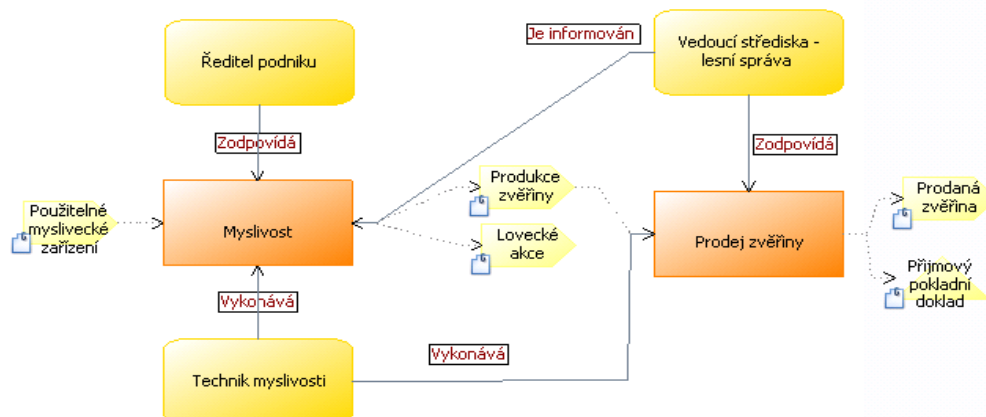 Je informován
Ředitel podniku
Vedoucí střediska -
lesní správa
Zodpovídá
Zodpovídá
Použitelné
myslivecké
zařízení
Myslivost
Produkce
zvěřiny
Lovecké
akce
Prodej zvěřiny
Prodaná
zvěřina
Přijmový
pokladní
doklad
Vykonává
Vykonává
Technik myslivosti